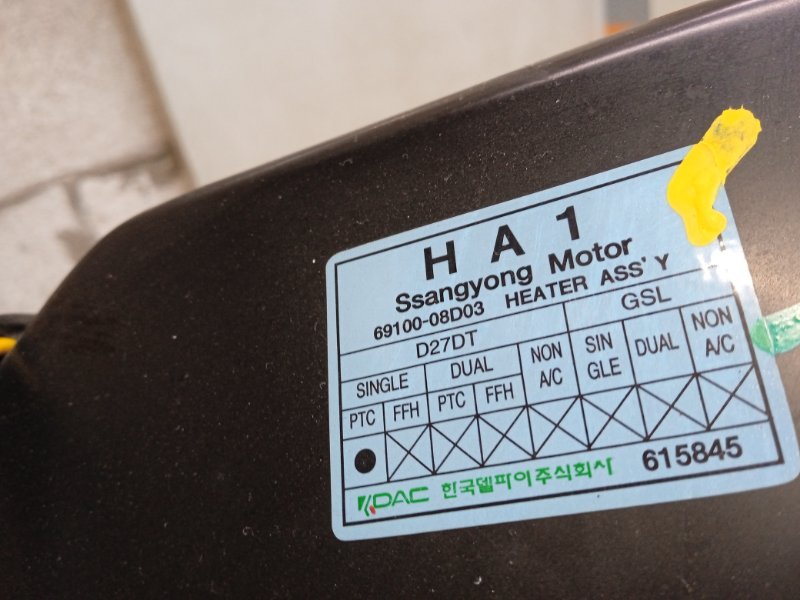 HA1
Ssangyong Motor
69100-08D03 HEATER ASS'Y
D27DT GSL
SINGLE DUAL NON A/C SIN GLE DUAL NON A/C
PTC FFH PTC FFH
KDAC 한국델파이주식회사 615845